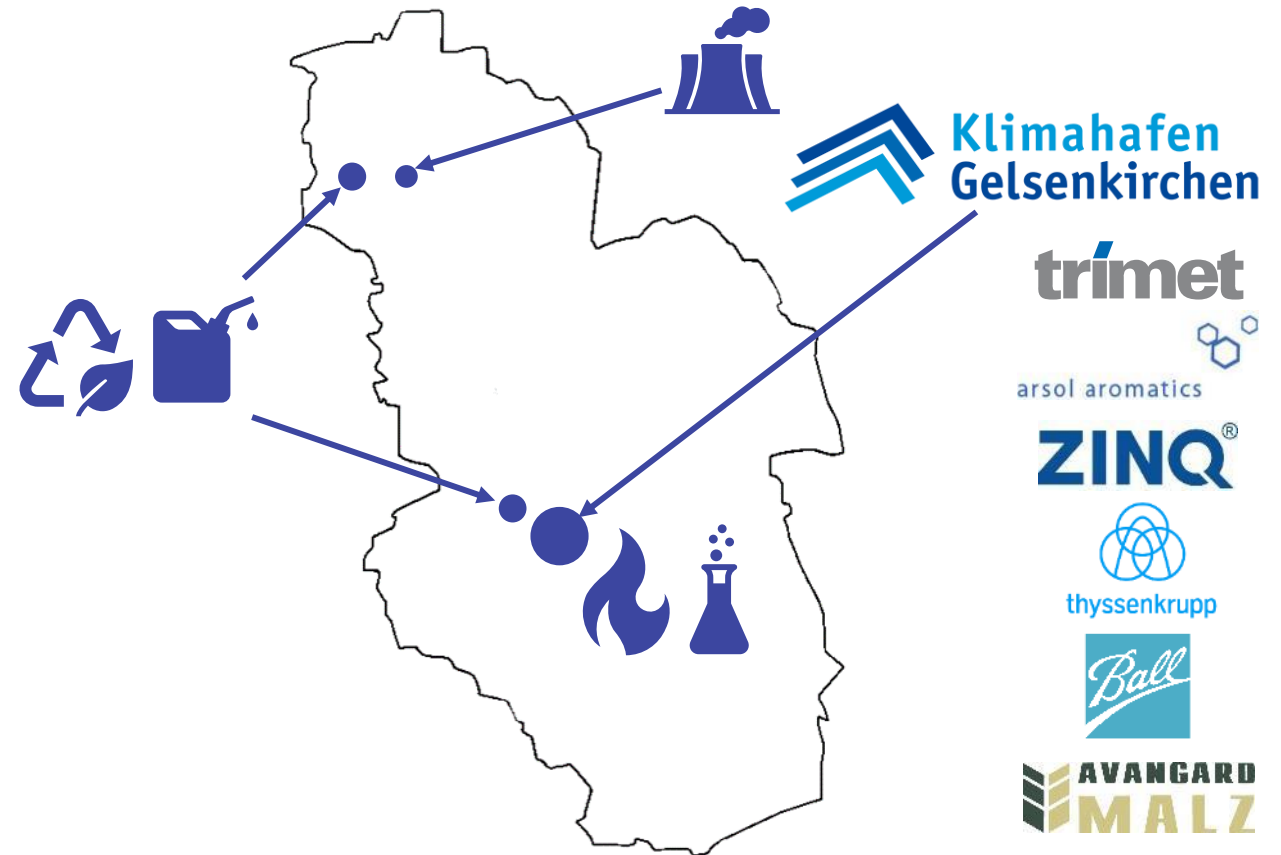 Klimahafen
Gelsenkirchen
trimet
arsol aromatics
ZINQ®
thyssenkrupp
Ball
AVANGARD
MALZ